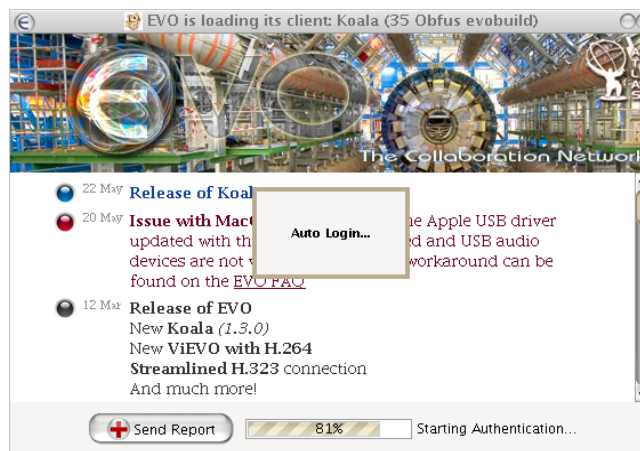 EVO is loading its client: Koala (35 Obfus evobuild)
EVO
The Collaboration Network
22 May Release of Koal
Auto Login...
20 May Issue with Mac e Apple USB driver
updated with th ed and USB audio
devices are not workaround can be
found on the EVO FAQ
12 Mar Release of EVO
New Koala (1.3.0)
New ViEVO with H.264
Streamlined H.323 connection
And much more!
Send Report 81% Starting Authentication...